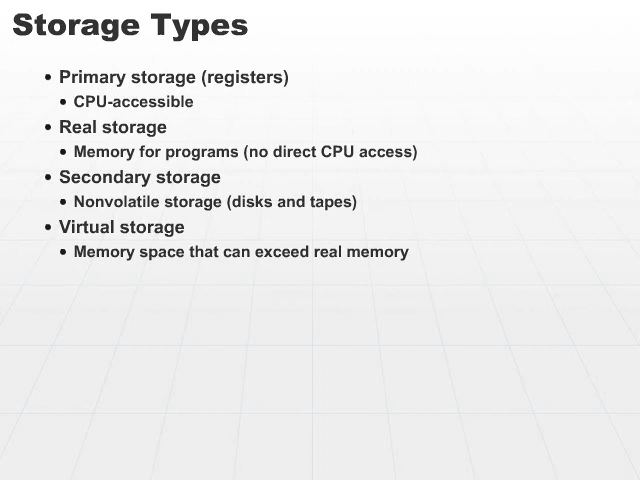 Storage Types
• Primary storage (registers)
• CPU-accessible
• Real storage
• Memory for programs (no direct CPU access)
• Secondary storage
• Nonvolatile storage (disks and tapes)
• Virtual storage
• Memory space that can exceed real memory